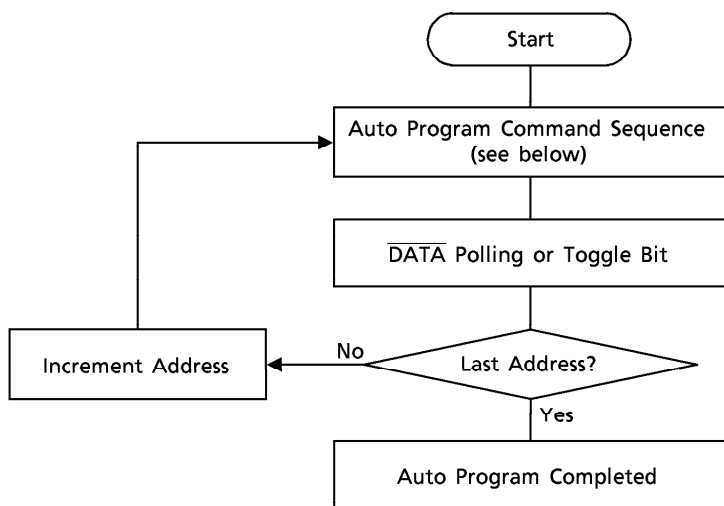 Start
Auto Program Command Sequence
(see below)
D̅A̅T̅A̅ Polling or Toggle Bit
Last Address?
No
Increment Address
Yes
Auto Program Completed